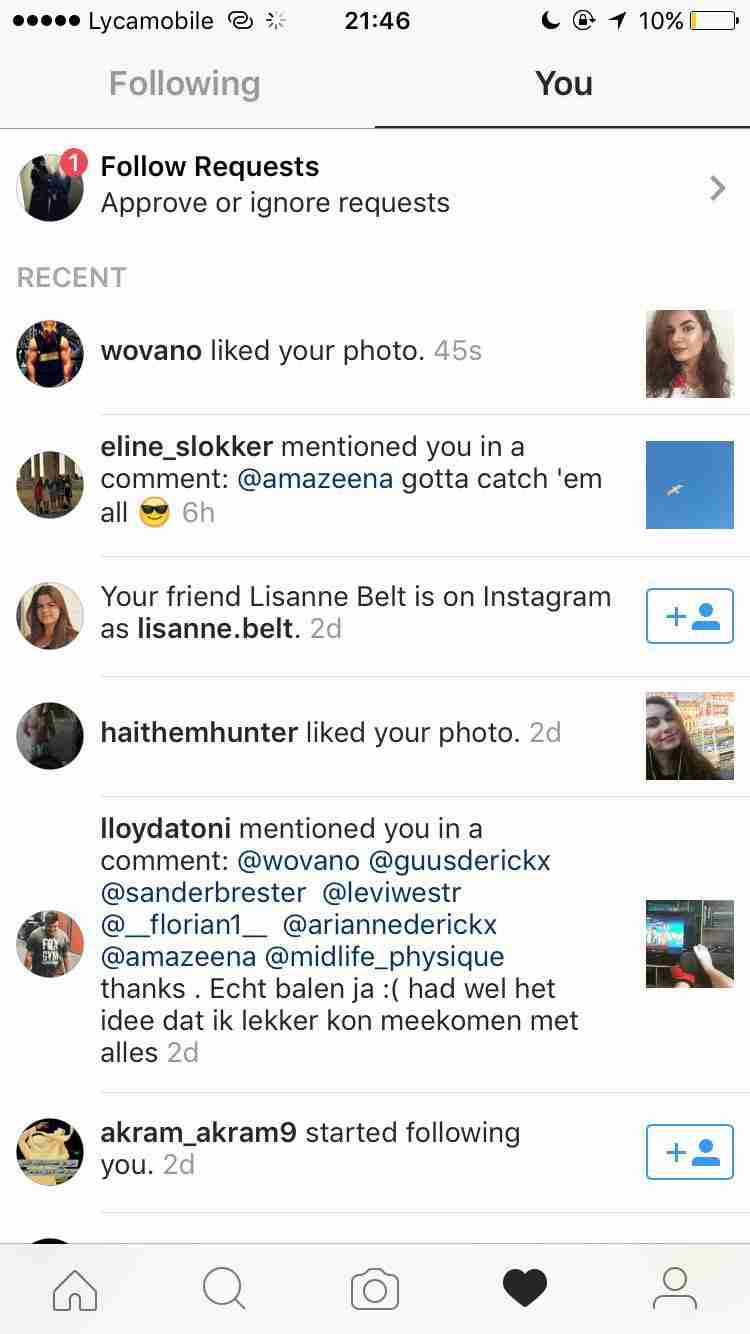 Lycamobile 21:46 10%
Following You
1
Follow Requests
Approve or ignore requests
RECENT
wovano liked your photo. 45s
eline_slokker mentioned you in a
comment: @amazeena gotta catch 'em
all 😎 6h
Your friend Lisanne Belt is on Instagram
as lisanne.belt. 2d
haithemhunter liked your photo. 2d
lloydatoni mentioned you in a
comment: @wovano @guusderickx
@sanderbrester @leviwestr
@__florian1__ @ariannederickx
@amazeena @midlife_physique
thanks . Echt balen ja :( had wel het
idee dat ik lekker kon meekomen met
alles 2d
akram_akram9 started following
you. 2d